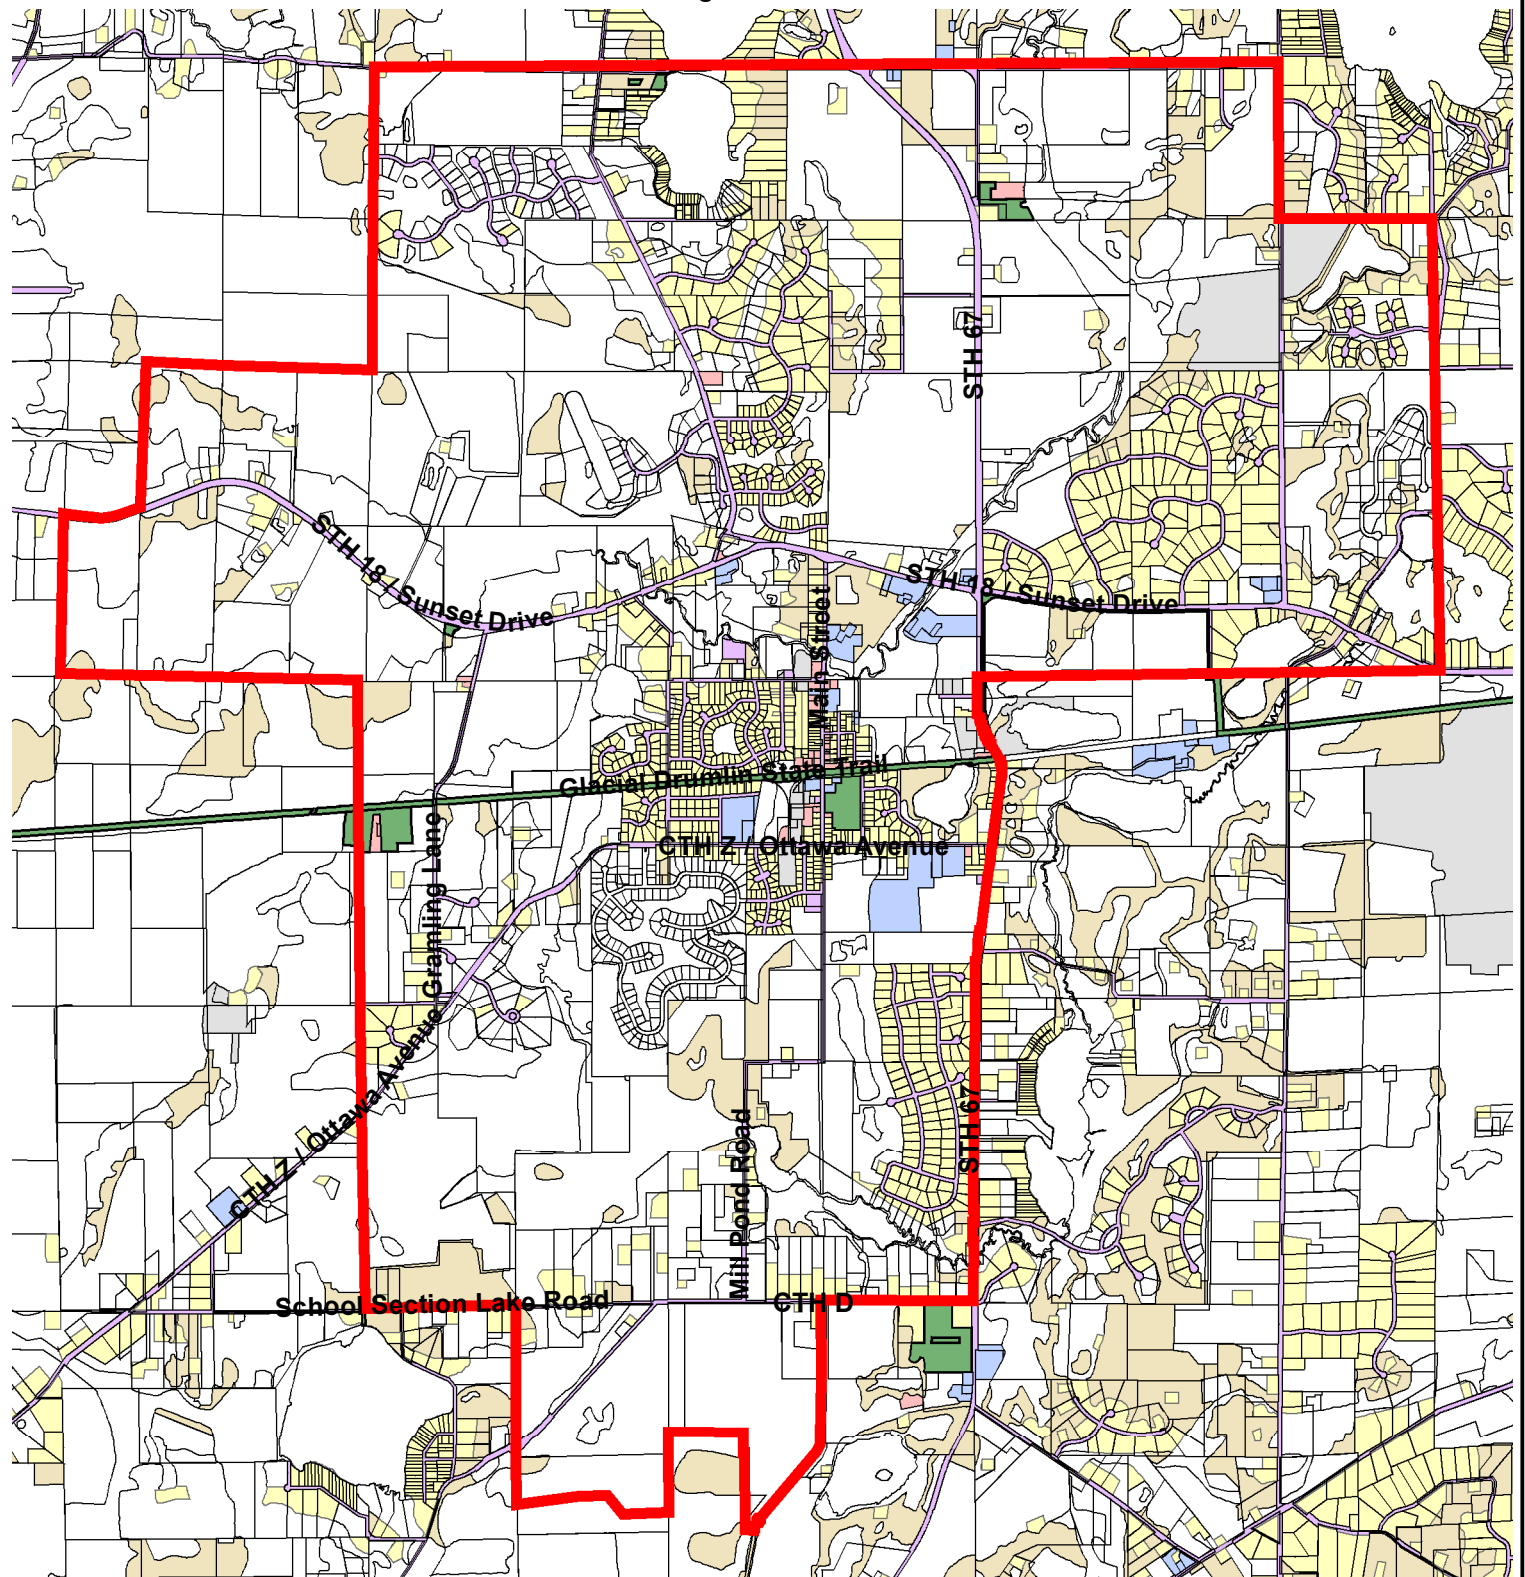 STH 67
STH 18 / Sunset Drive
STH 18 / Sunset Drive
Main Street
Glacial Drumlin State Trail
CTH Z / Ottawa Avenue
Gramling Lane
CTH Z / Ottawa Avenue
STH 67
Mill Pond Road
School Section Lake Road
CTH D